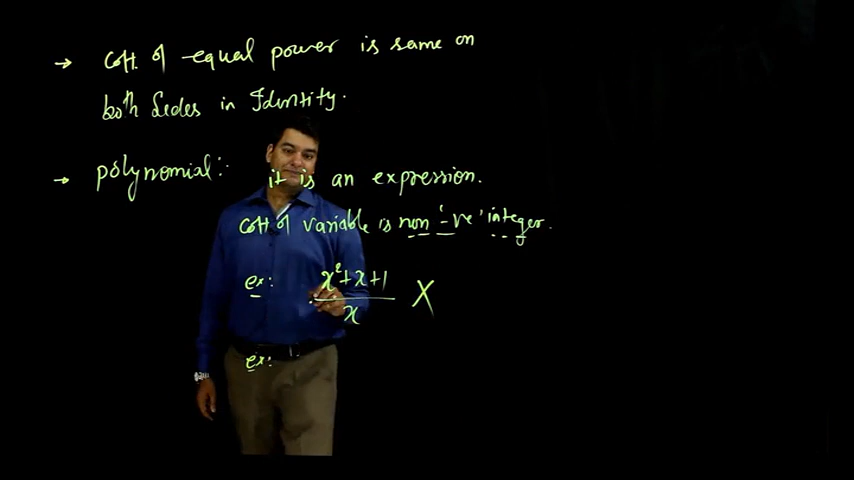 → Coff. of equal power is same on
both sides in Identity.
→ polynomial:- it is an expression.
Coff of variable is non '-ve' integer.
ex: x²+x+1 / x X
ex: